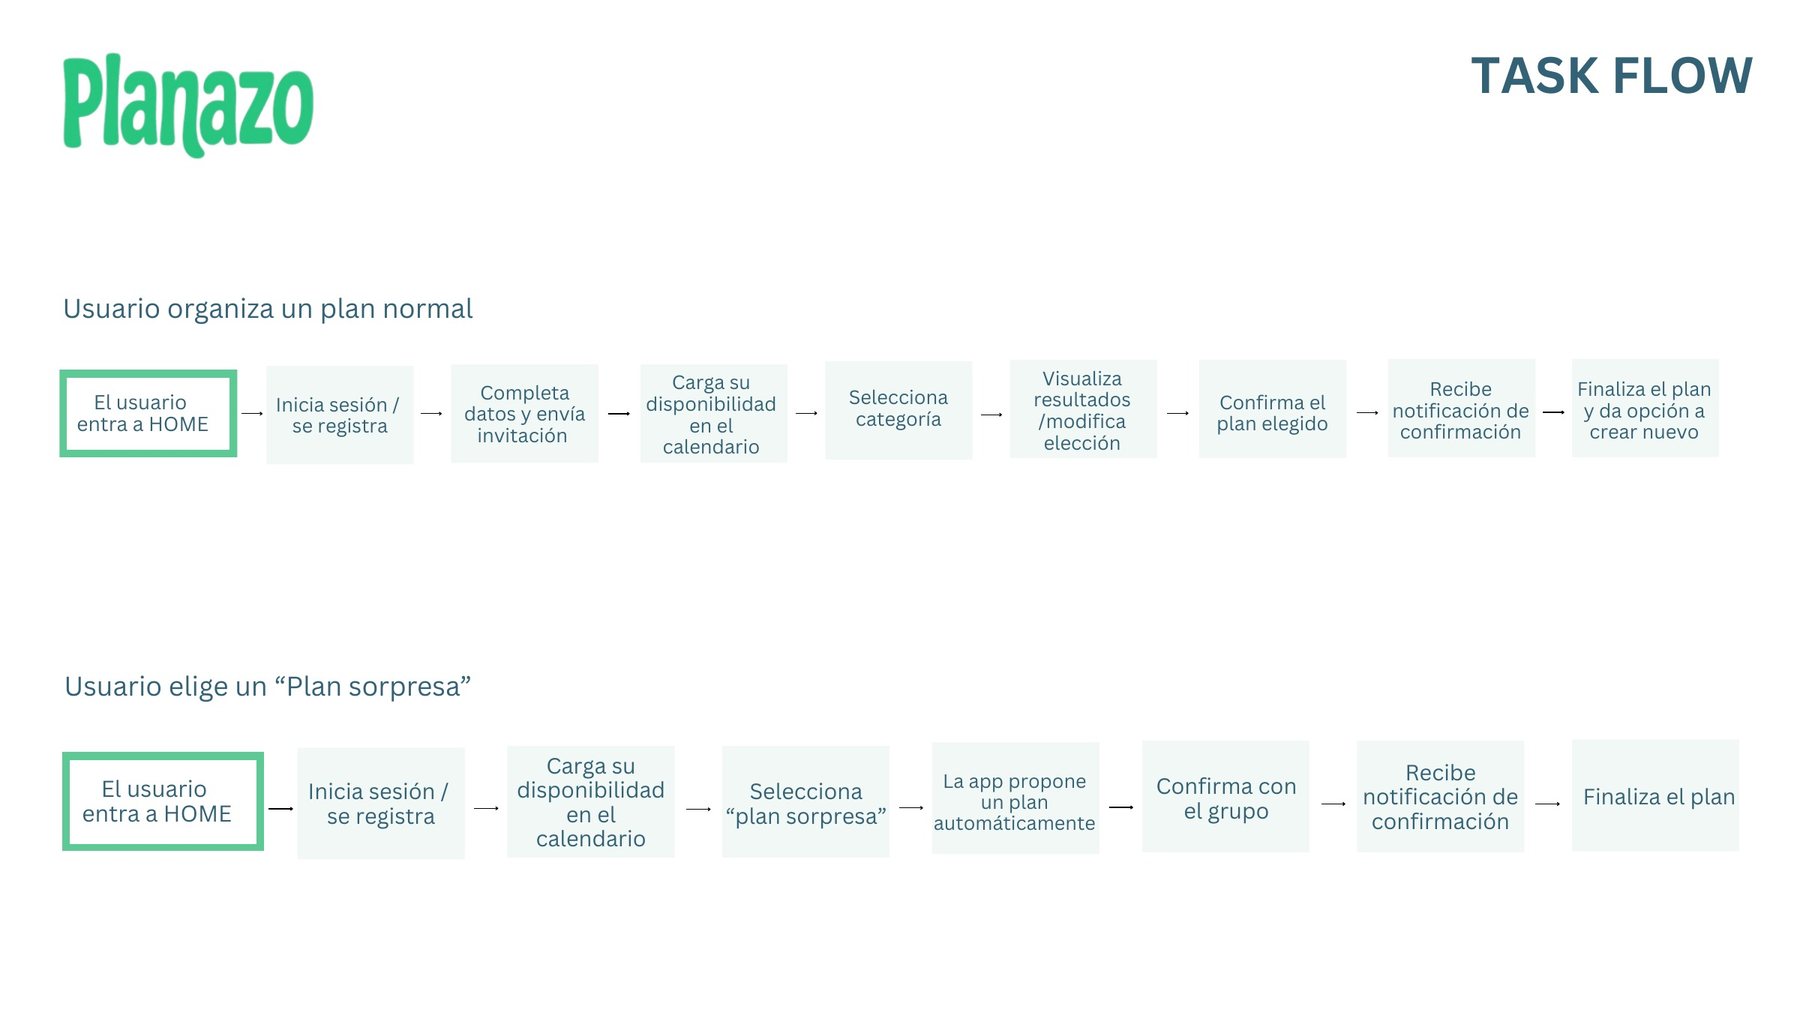 Planazo
TASK FLOW
Usuario organiza un plan normal
El usuario
entra a HOME
Inicia sesión /
se registra
Completa
datos y envía
invitación
Carga su
disponibilidad
en el
calendario
Selecciona
categoría
Visualiza
resultados
/modifica
elección
Confirma el
plan elegido
Recibe
notificación de
confirmación
Finaliza el plan
y da opción a
crear nuevo
Usuario elige un “Plan sorpresa”
El usuario
entra a HOME
Inicia sesión /
se registra
Carga su
disponibilidad
en el
calendario
Selecciona
“plan sorpresa”
La app propone
un plan
automáticamente
Confirma con
el grupo
Recibe
notificación de
confirmación
Finaliza el plan